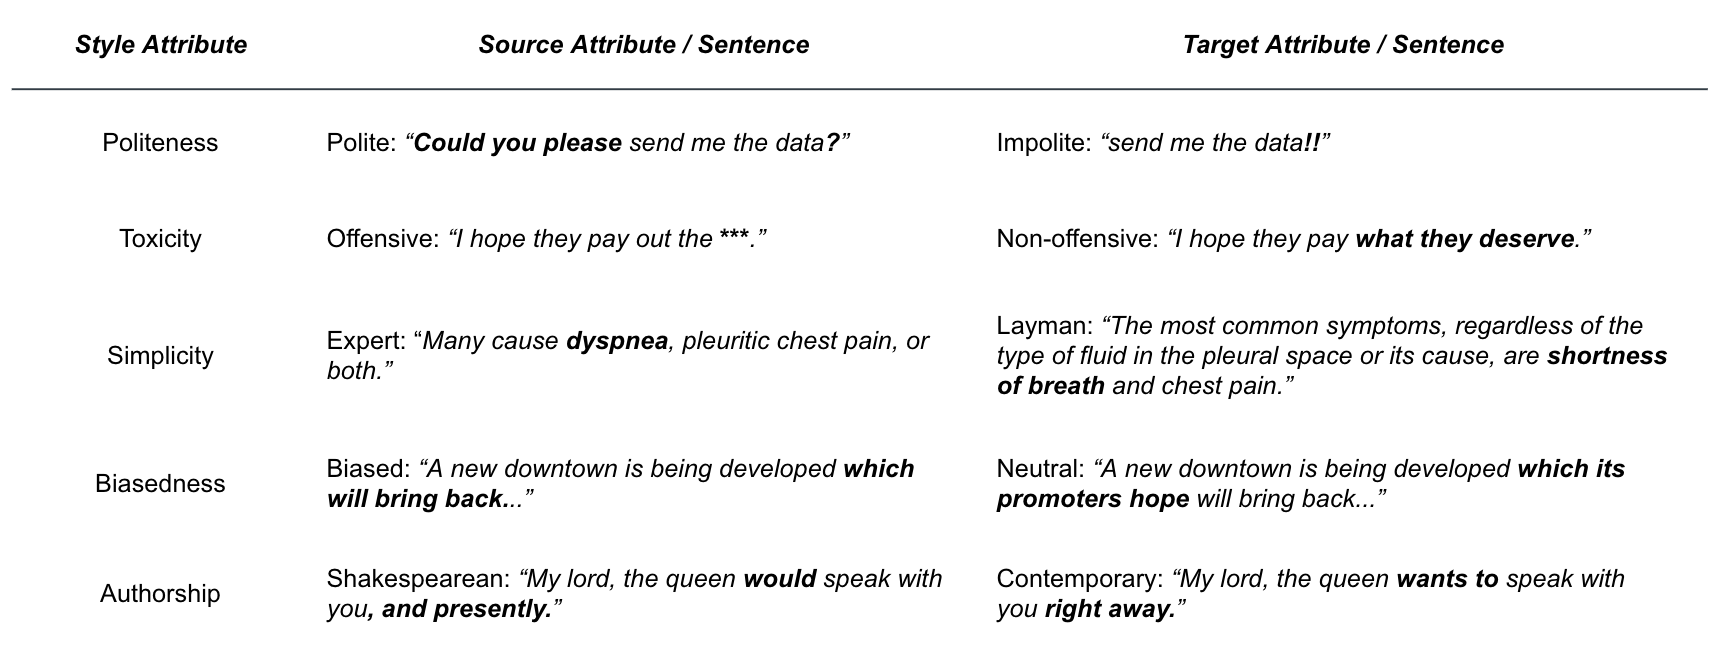 Style Attribute Source Attribute / Sentence Target Attribute / Sentence
Politeness Polite: “Could you please send me the data?” Impolite: “send me the data!!”
Toxicity Offensive: “I hope they pay out the ***.” Non-offensive: “I hope they pay what they deserve.”
Simplicity
Expert: “Many cause dyspnea, pleuritic chest pain, or
both.”
Layman: “The most common symptoms, regardless of the
type of fluid in the pleural space or its cause, are shortness
of breath and chest pain.”
Biasedness
Biased: “A new downtown is being developed which
will bring back...”
Neutral: “A new downtown is being developed which its
promoters hope will bring back...”
Authorship
Shakespearean: “My lord, the queen would speak with
you, and presently.”
Contemporary: “My lord, the queen wants to speak with
you right away.”